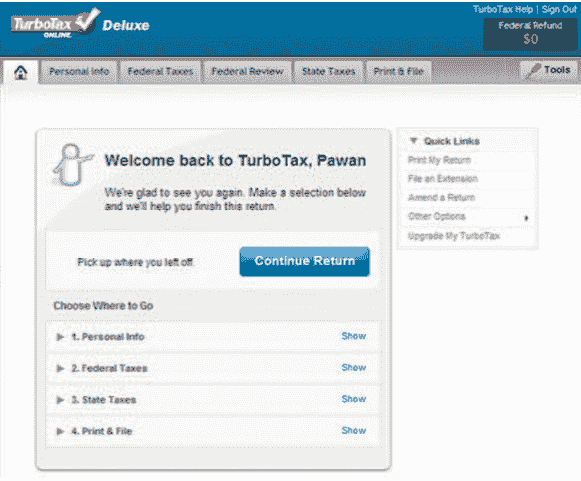 TurboTax Help | Sign Out
TurboTax
ONLINE
Deluxe
Federal Refund
$0
Personal Info
Federal Taxes
Federal Review
State Taxes
Print & File
Tools
Welcome back to TurboTax, Pawan
We're glad to see you again. Make a selection below
and we'll help you finish this return.
Pick up where you left off.
Continue Return
Choose Where to Go
1. Personal Info Show
2. Federal Taxes Show
3. State Taxes Show
4. Print & File Show
Quick Links
Print My Return
File an Extension
Amend a Return
Other Options
Upgrade My TurboTax